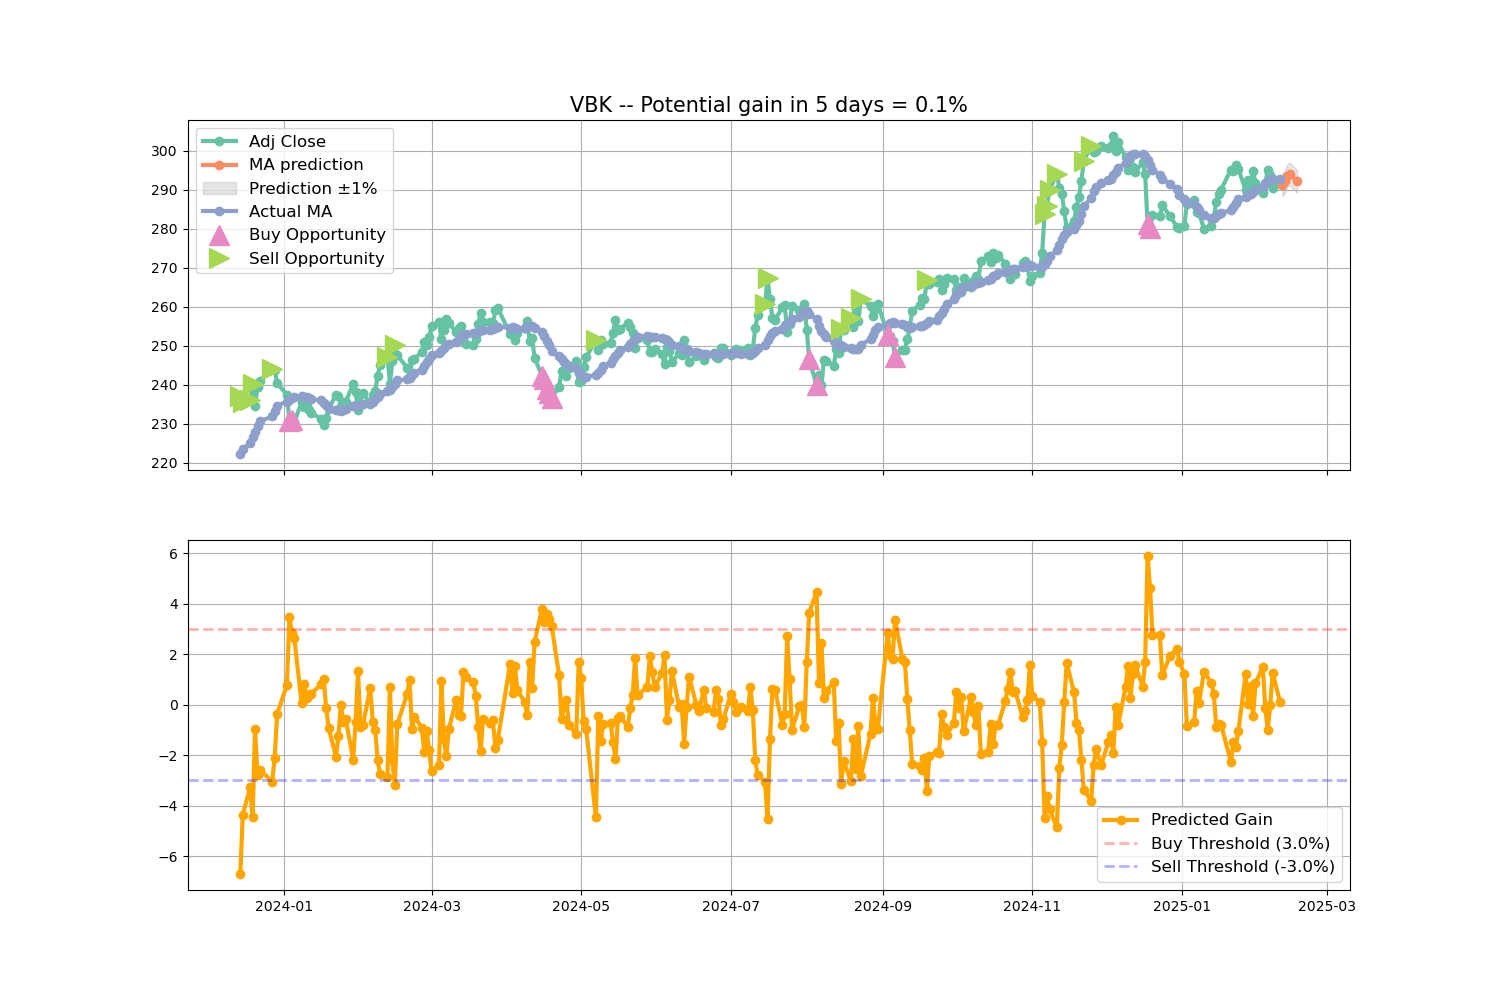 VBK -- Potential gain in 5 days = 0.1%
300
290
280
270
260
250
240
230
220
Adj Close
MA prediction
Prediction ±1%
Actual MA
Buy Opportunity
Sell Opportunity
6
4
2
0
−2
−4
−6
Predicted Gain
Buy Threshold (3.0%)
Sell Threshold (-3.0%)
2024-01 2024-03 2024-05 2024-07 2024-09 2024-11 2025-01 2025-03